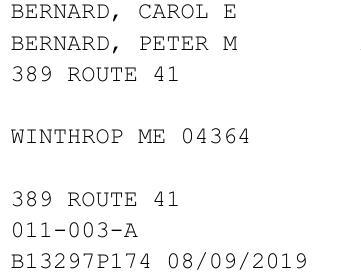 BERNARD, CAROL E
BERNARD, PETER M
389 ROUTE 41
WINTHROP ME 04364
389 ROUTE 41
011-003-A
B13297P174 08/09/2019